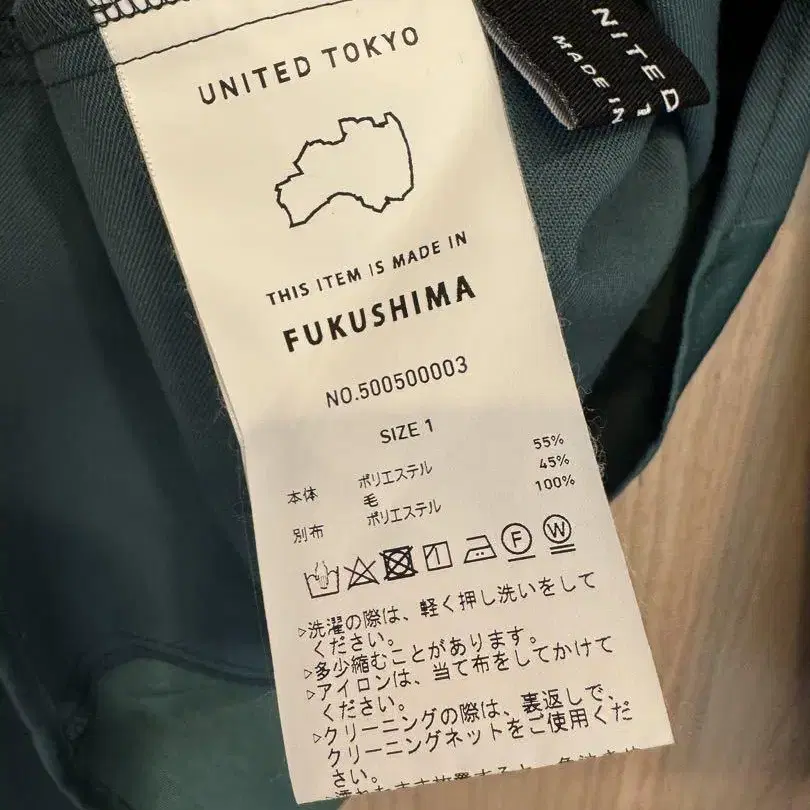 UNITED TOKYO
THIS ITEM IS MADE IN
FUKUSHIMA
NO.500500003
SIZE 1
本体 ポリエステル 55%
毛 45%
別布 ポリエステル 100%
F W
▷洗濯の際は、軽く押し洗いをして
ください。
▷多少縮むことがあります。
▷アイロンは、当て布をしてかけて
ください。
▷クリーニングの際は、裏返しで、
クリーニングネットをご使用くだ
さい。
NITED
MADE IN